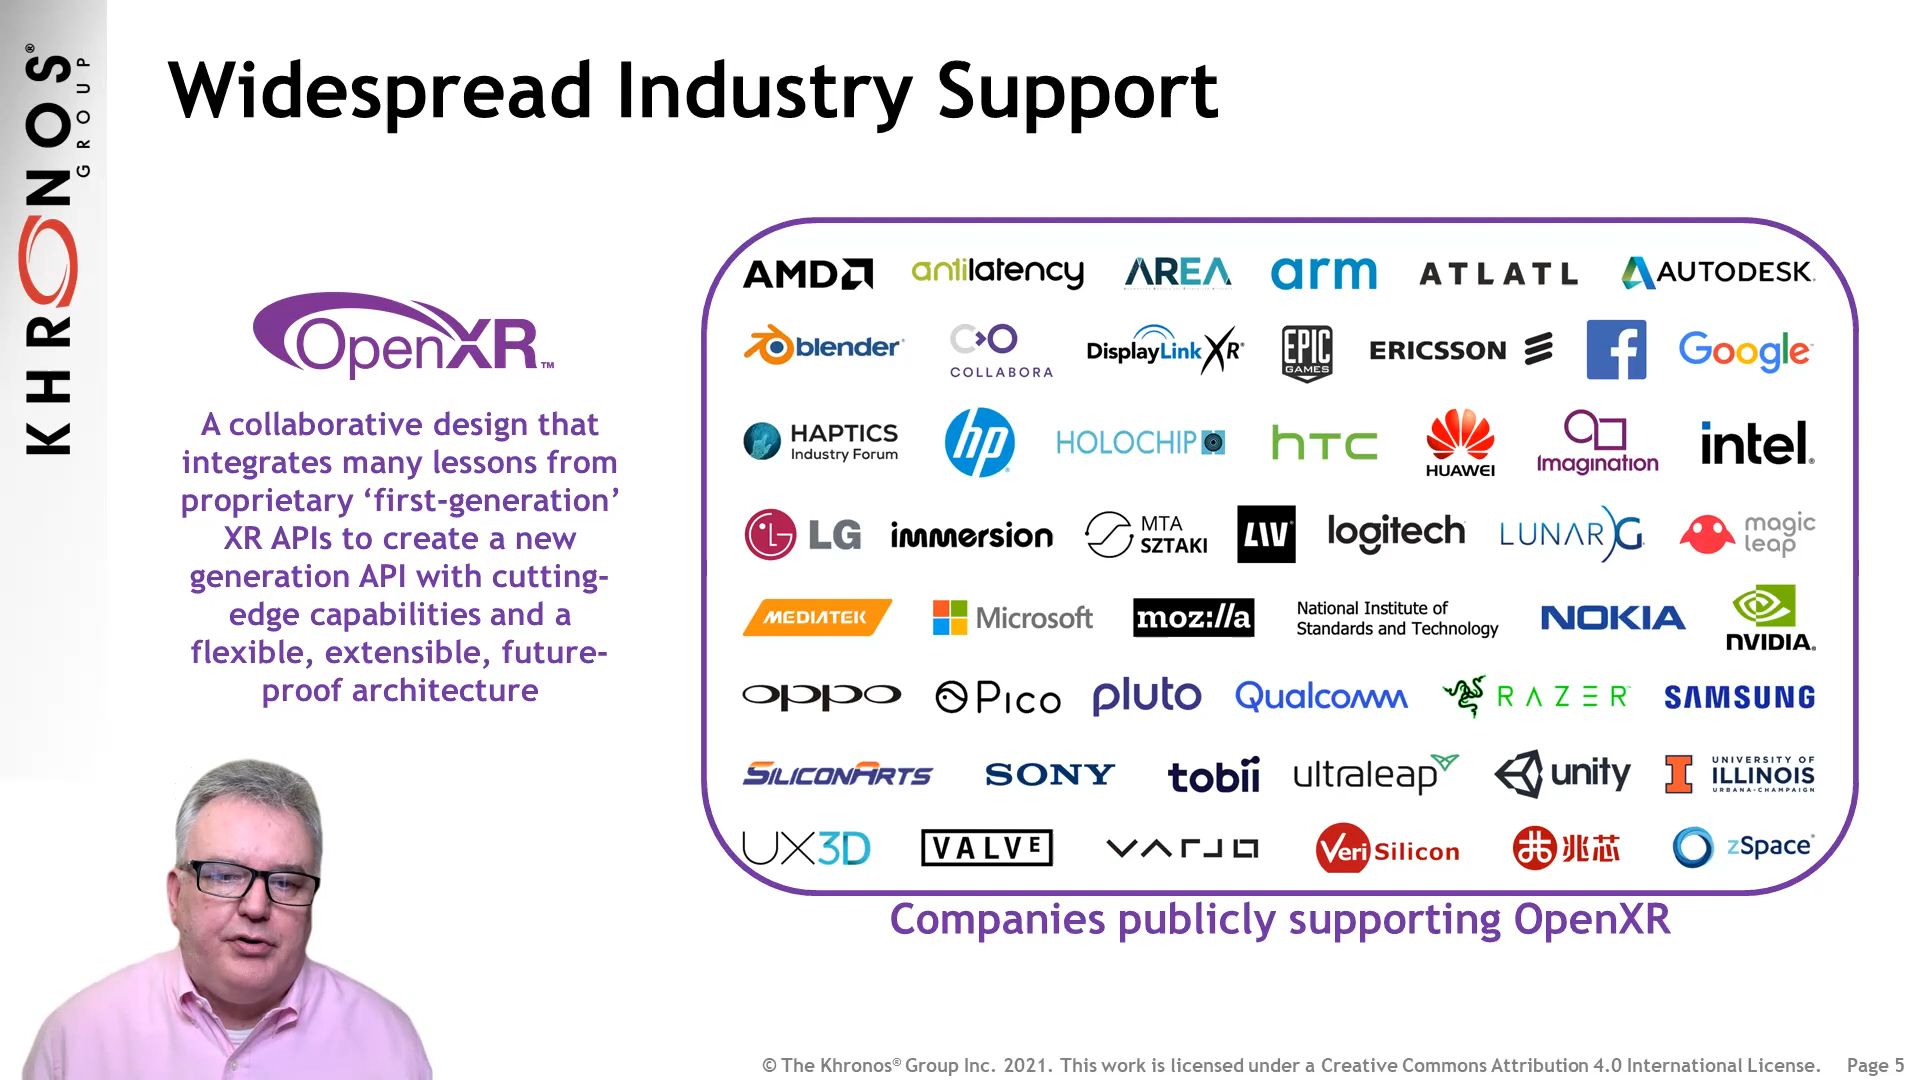 KHRONOS®
GROUP
Widespread Industry Support
OpenXR™
A collaborative design that
integrates many lessons from
proprietary ‘first-generation’
XR APIs to create a new
generation API with cutting-
edge capabilities and a
flexible, extensible, future-
proof architecture
AMD antilatency AREA arm ATLATL AUTODESK.
blender COLLABORA DisplayLink XR® EPIC GAMES ERICSSON f Google
HAPTICS Industry Forum hp HOLOCHIP hTC HUAWEI Imagination intel.
LG immersion MTA SZTAKI LIV logitech LUNARG magic leap
MEDIATEK Microsoft moz://a National Institute of Standards and Technology NOKIA NVIDIA.
oppo Pico pluto Qualcomm RAZER SAMSUNG
SILICONARTS SONY tobii ultraleap unity I UNIVERSITY OF ILLINOIS URBANA-CHAMPAIGN
UX3D VALVE VARJO VeriSilicon 兆芯 zSpace
Companies publicly supporting OpenXR
© The Khronos® Group Inc. 2021. This work is licensed under a Creative Commons Attribution 4.0 International License. Page 5